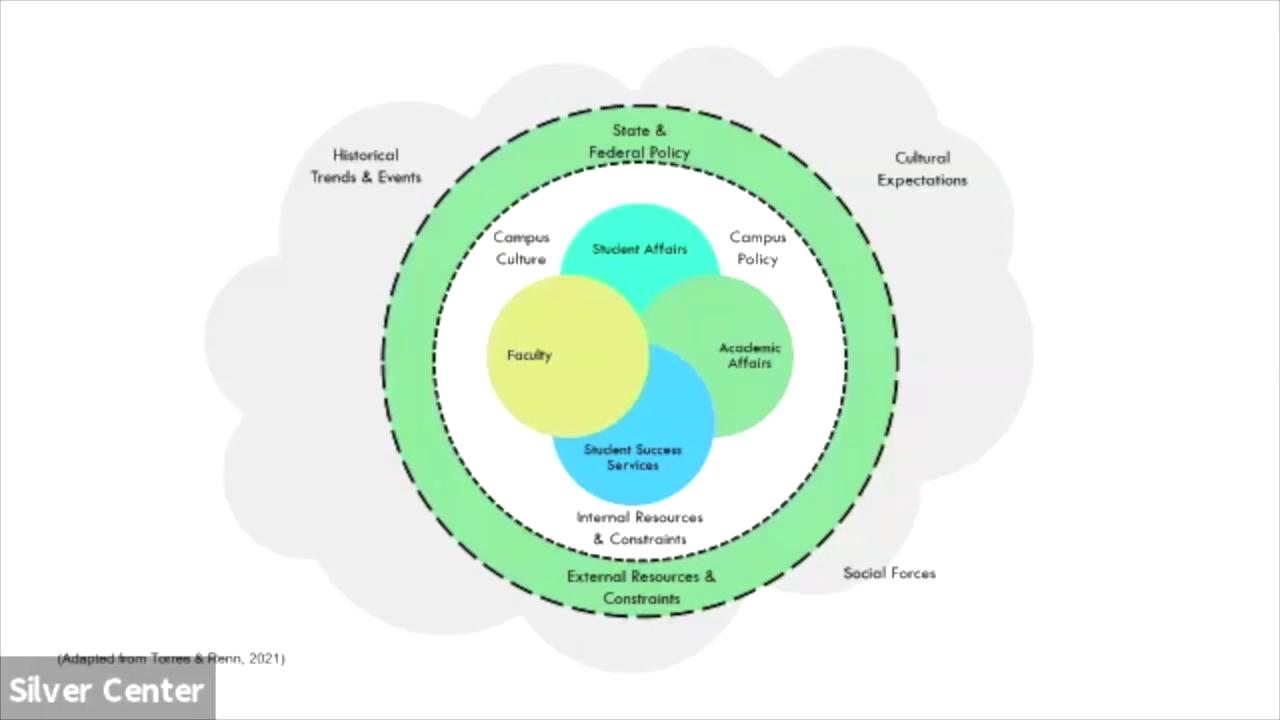 State &
Federal Policy
Historical
Trends & Events
Cultural
Expectations
Campus
Culture
Student Affairs
Campus
Policy
Faculty
Academic
Affairs
Student Success
Services
Internal Resources
& Constraints
External Resources &
Constraints
Social Forces
(Adapted from Torres & Renn, 2021)
Silver Center